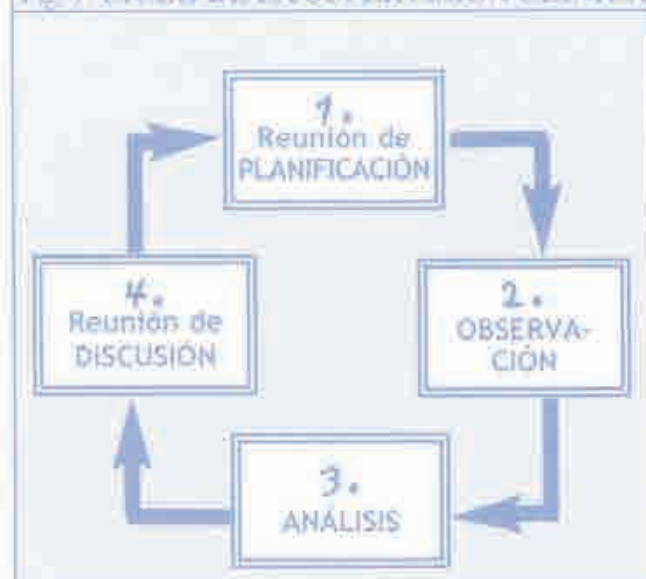 1.
Reunión de
PLANIFICACIÓN
2.
OBSERVA-
CIÓN
3.
ANÁLISIS
4.
Reunión de
DISCUSIÓN